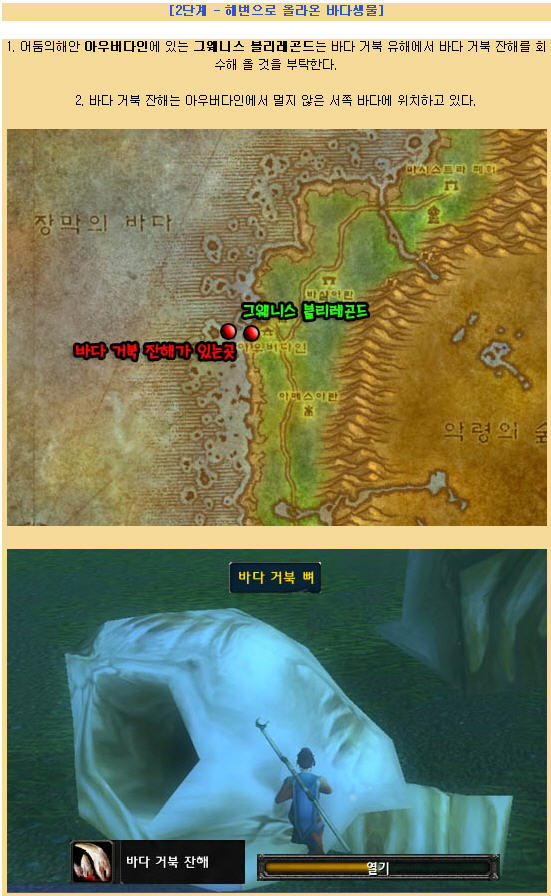 [2단계 - 해변으로 올라온 바다생물]
1. 어둠의해안 아우버다인에 있는 그웨니스 블리레곤드는 바다 거북 유해에서 바다 거북 잔해를 회
수해 올 것을 부탁한다.
2. 바다 거북 잔해는 아우버다인에서 멀지 않은 서쪽 바다에 위치하고 있다.
마시스트라 폐허
장막의 바다
바샬아란
그웨니스 블리레곤드
바다 거북 잔해가 있는곳
아우버다인
아메스아란
악령의 숲
바다 거북 뼈
바다 거북 잔해
열기